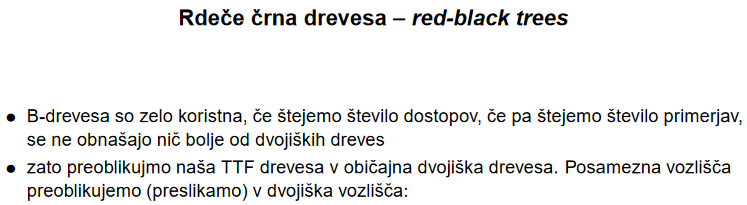 Rdeče črna drevesa – red-black trees
● B-drevesa so zelo koristna, če štejemo število dostopov, če pa štejemo število primerjav,
se ne obnašajo nič bolje od dvojiških dreves
● zato preoblikujmo naša TTF drevesa v običajna dvojiška drevesa. Posamezna vozlišča
preoblikujemo (preslikamo) v dvojiška vozlišča: